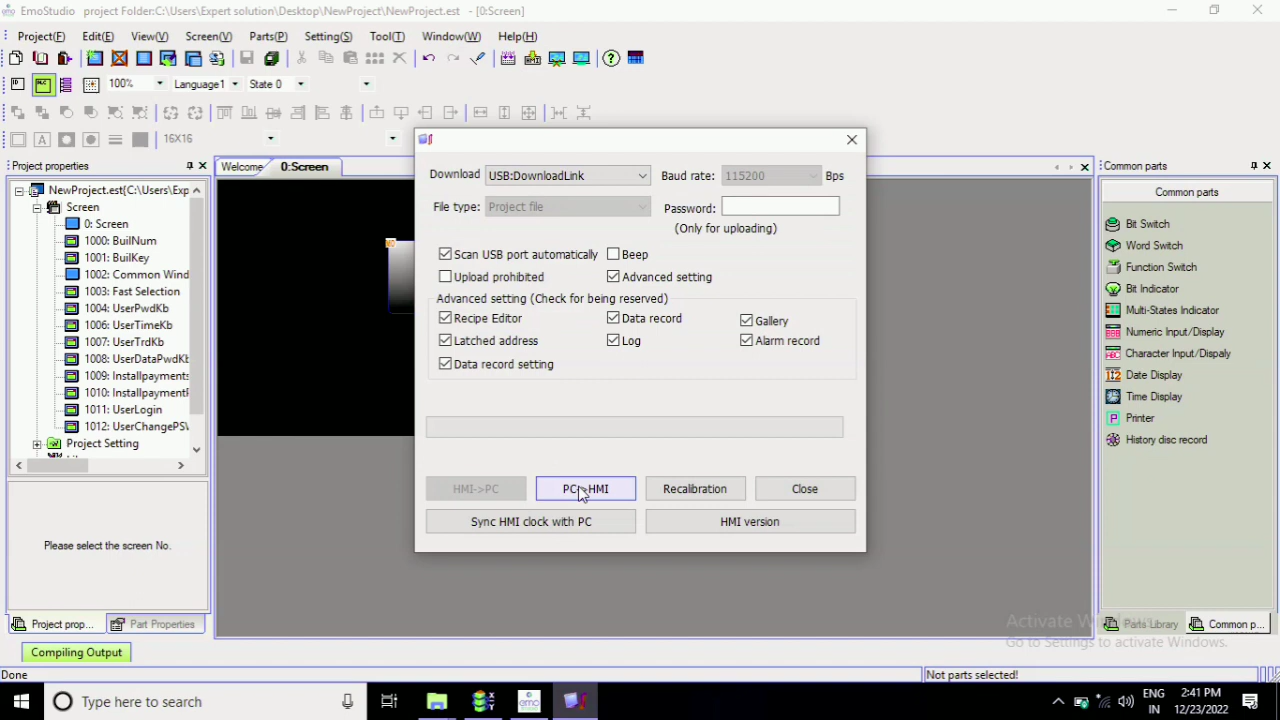 EmoStudio project Folder:C:\Users\Expert solution\Desktop\NewProject\NewProject.est - [0:Screen]
Project(F) Edit(E) View(V) Screen(V) Parts(P) Setting(S) Tool(T) Window(W) Help(H)
100% Language1 State 0
16X16
Project properties
Welcome 0:Screen
Common parts
NewProject.est(C:\Users\Exp
Screen
0: Screen
1000: BuilNum
1001: BuilKey
1002: Common Wind
1003: Fast Selection
1004: UserPwdKb
1006: UserTimeKb
1007: UserTrdKb
1008: UserDataPwdKb
1009: Installpayments
1010: Installpayment
1011: UserLogin
1012: UserChangePS
Project Setting
Please select the screen No.
Project prop...
Part Properties
Compiling Output
Download USB:DownloadLink Baud rate: 115200 Bps
File type: Project file Password:
(Only for uploading)
Scan USB port automatically Beep
Upload prohibited Advanced setting
Advanced setting (Check for being reserved)
Recipe Editor Data record Gallery
Latched address Log Alarm record
Data record setting
HMI->PC PC->HMI Recalibration Close
Sync HMI clock with PC HMI version
Common parts
Bit Switch
Word Switch
Function Switch
Bit Indicator
Multi-States Indicator
Numeric Input/Display
Character Input/Dispaly
Date Display
Time Display
Printer
History disc record
Parts Library Common p...
Activate Windows
Go to Settings to activate Windows.
Done Not parts selected!
Type here to search
ENG
IN
2:41 PM
12/23/2022